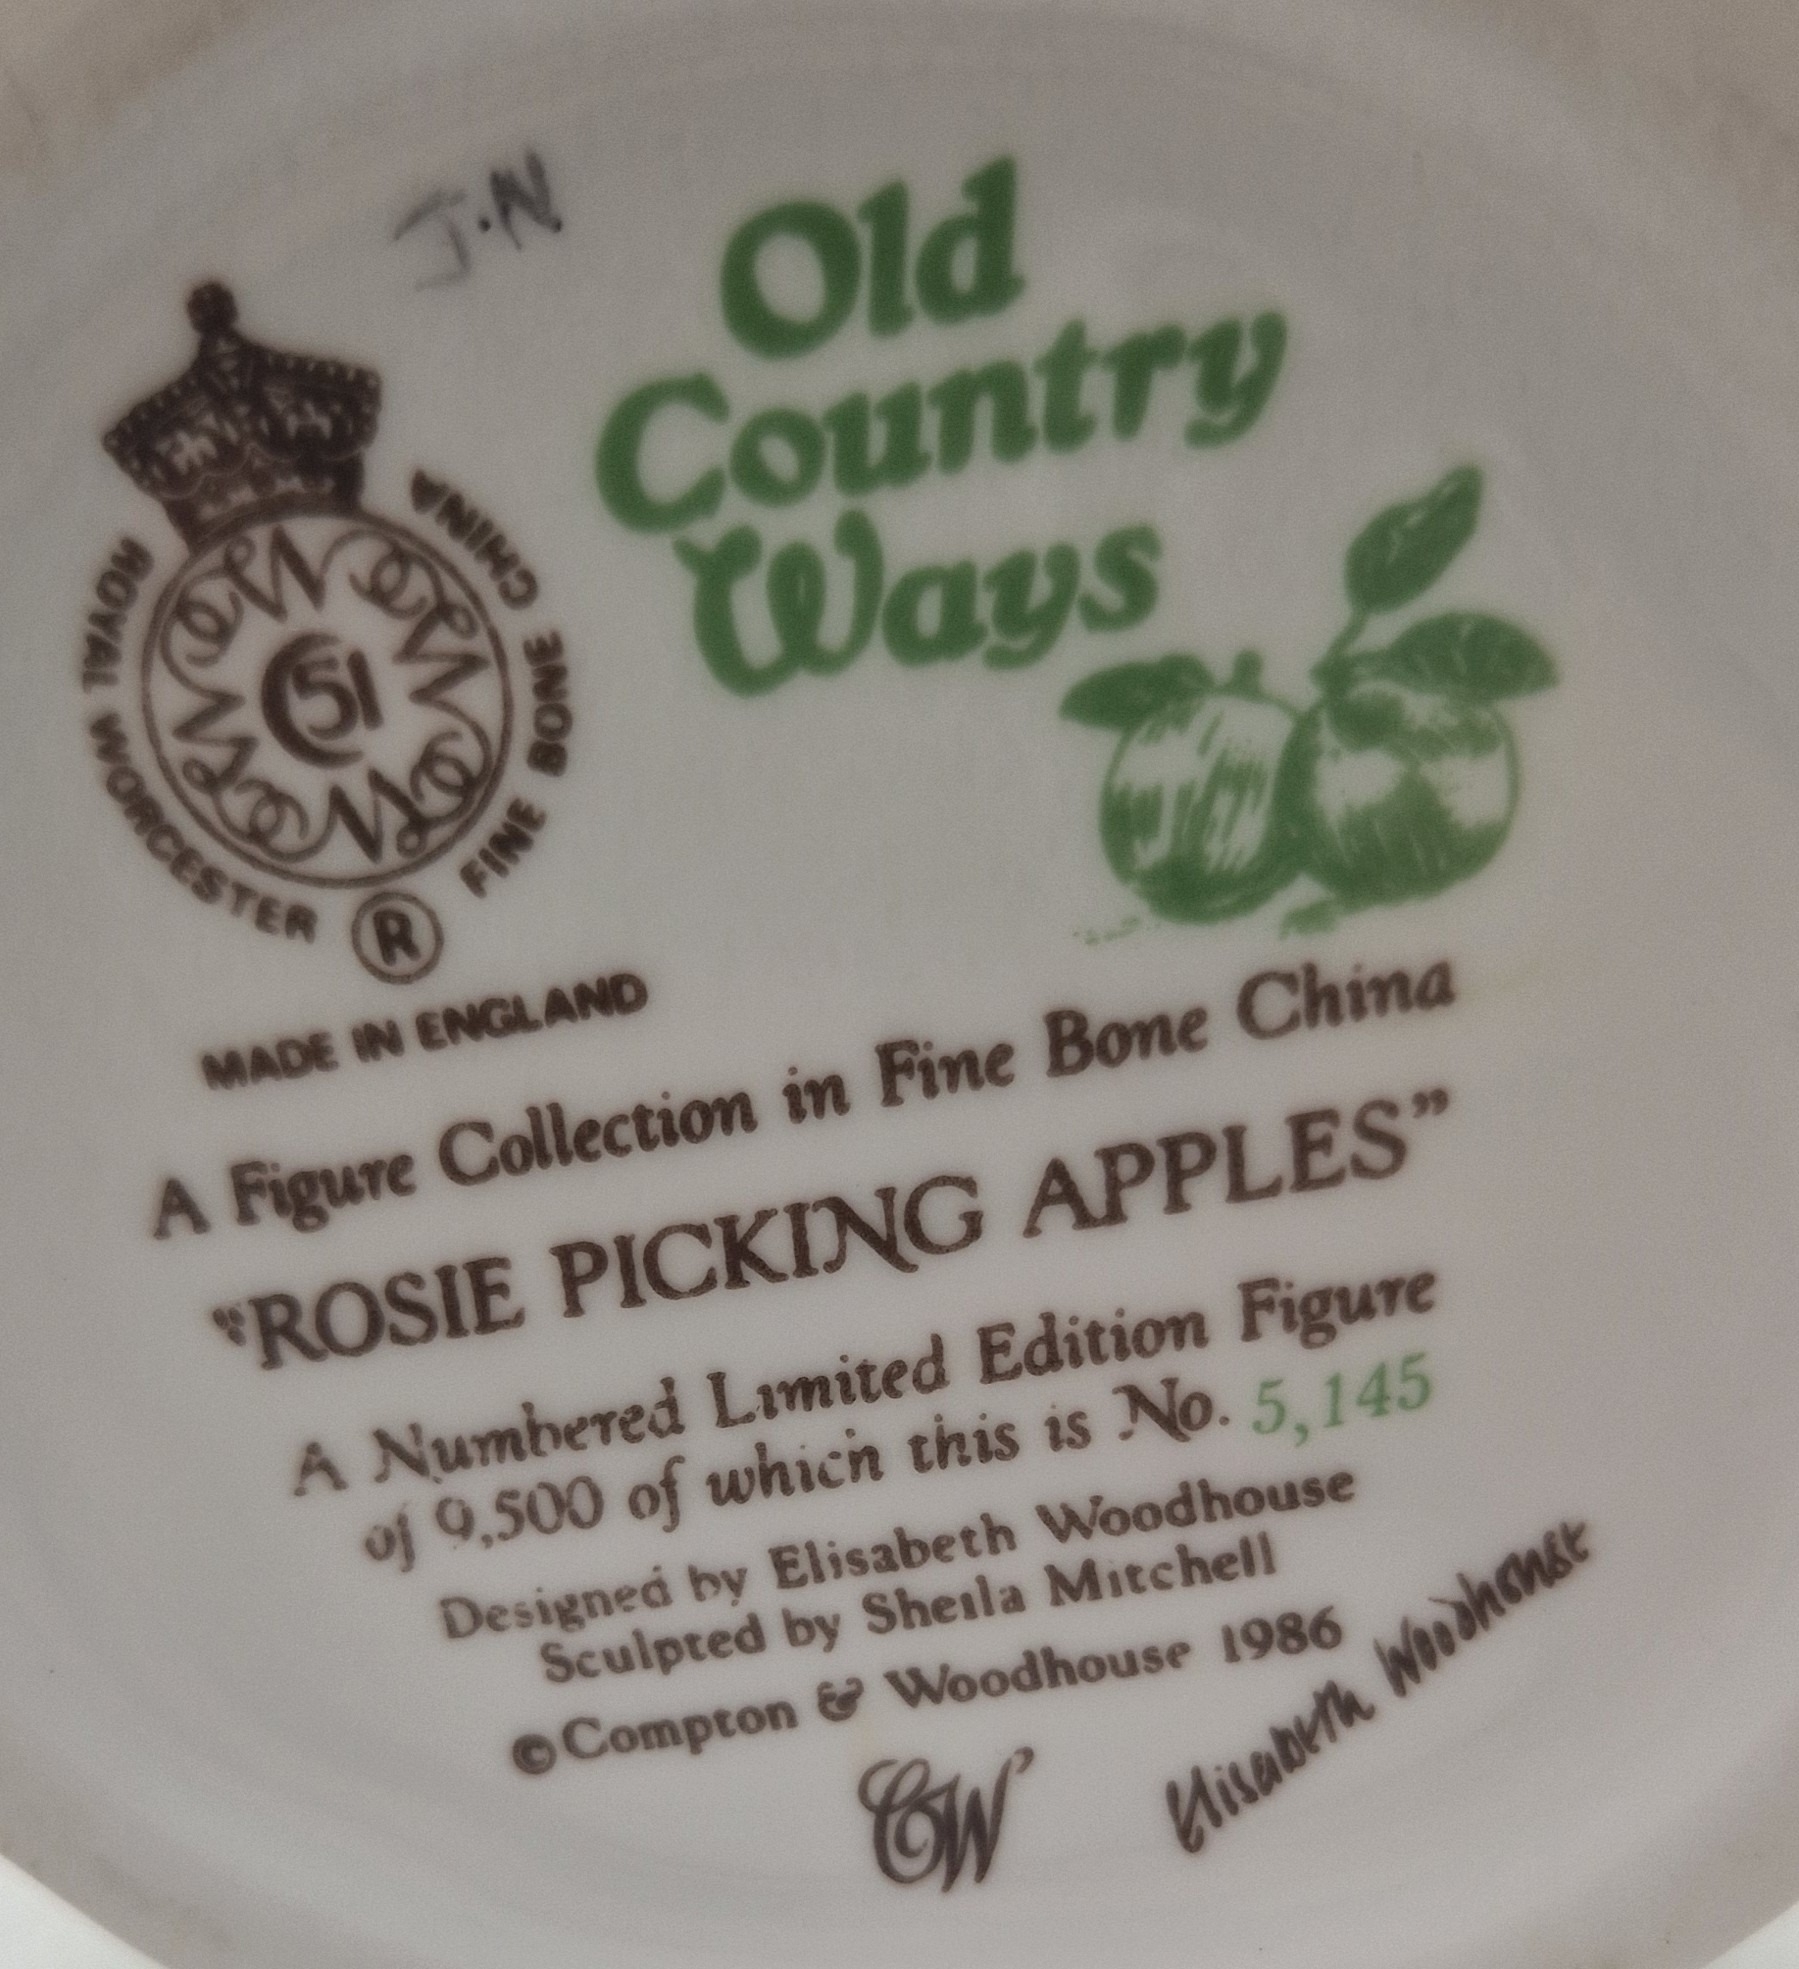 J.N.
Old
Country
Ways
ROYAL WORCESTER
FINE BONE CHINA
51
®
MADE IN ENGLAND
A Figure Collection in Fine Bone China
"ROSIE PICKING APPLES"
A Numbered Limited Edition Figure
of 9,500 of which this is No. 5,145
Designed by Elisabeth Woodhouse
Sculpted by Sheila Mitchell
© Compton & Woodhouse 1986
CW
Elisabeth Woodhouse